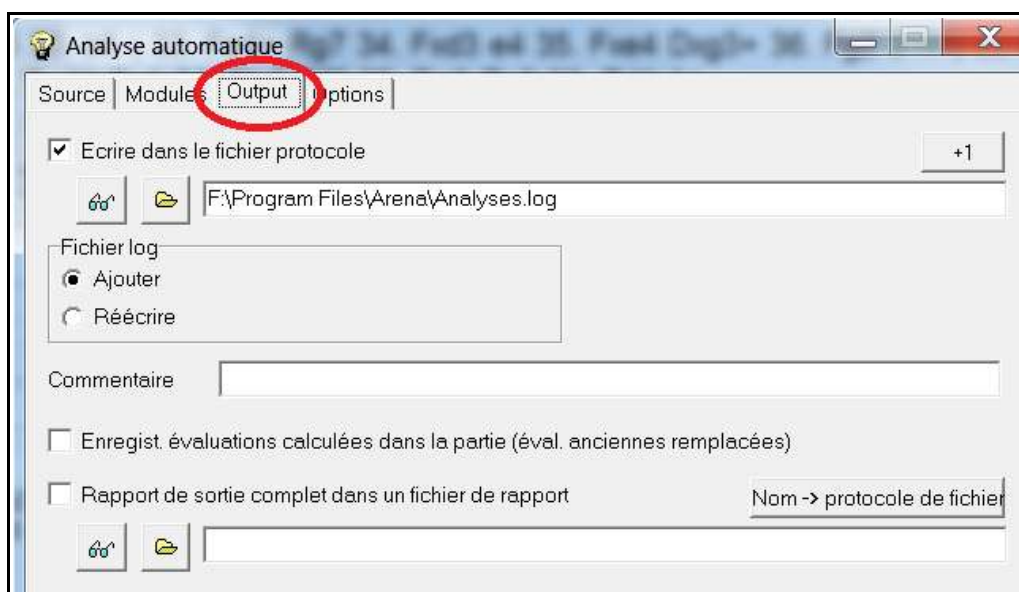 Analyse automatique
Source Modules Output Options
Ecrire dans le fichier protocole
+1
F:\Program Files\Arena\Analyses.log
Fichier log
Ajouter
Réécrire
Commentaire
Enregist. évaluations calculées dans la partie (éval. anciennes remplacées)
Rapport de sortie complet dans un fichier de rapport
Nom -> protocole de fichier